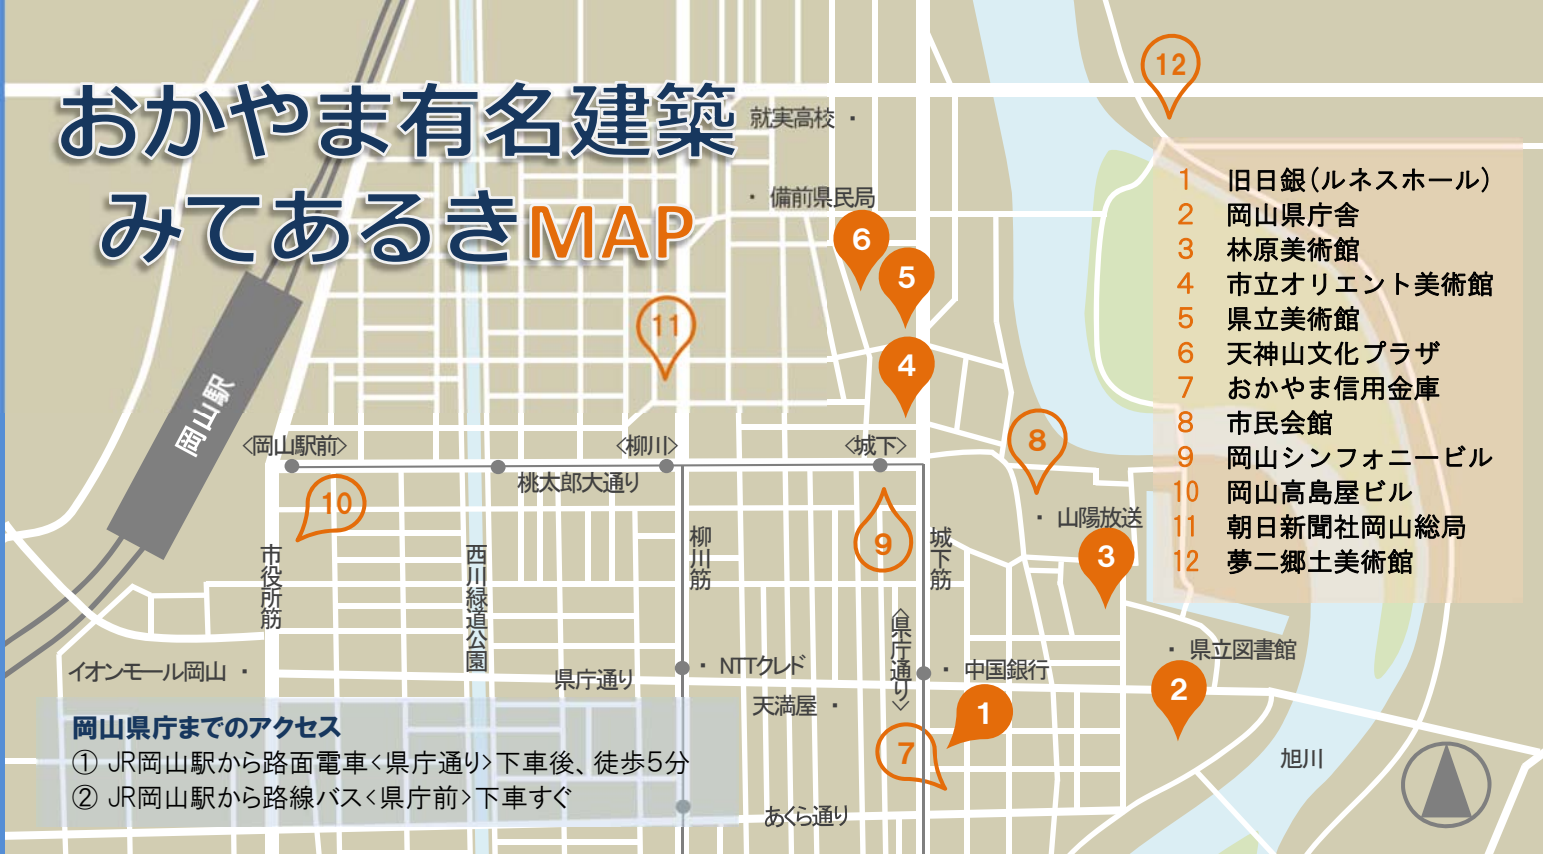 おかやま有名建築
みてあるきMAP
12
就実高校
備前県民局
6
5
11
4
岡山駅
<岡山駅前>
<柳川>
<城下>
8
桃太郎大通り
10
9
山陽放送
3
市役所筋
西川緑道公園
柳川筋
城下筋
<県庁通り>
イオンモール岡山
県庁通り
NTTクレド
天満屋
中国銀行
県立図書館
1
2
7
旭川
あくら通り
1 旧日銀(ルネスホール)
2 岡山県庁舎
3 林原美術館
4 市立オリエント美術館
5 県立美術館
6 天神山文化プラザ
7 おかやま信用金庫
8 市民会館
9 岡山シンフォニービル
10 岡山高島屋ビル
11 朝日新聞社岡山総局
12 夢二郷土美術館
岡山県庁までのアクセス
① JR岡山駅から路面電車<県庁通り>下車後、徒歩5分
② JR岡山駅から路線バス<県庁前>下車すぐ